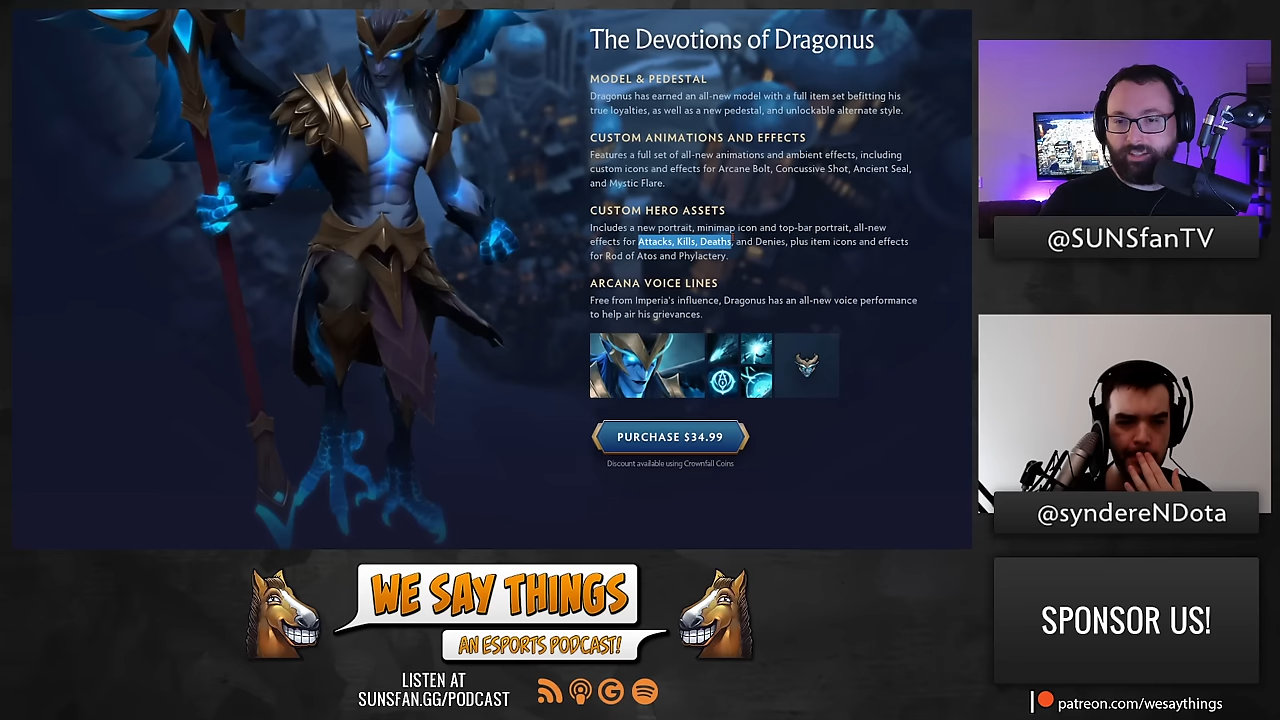 The Devotions of Dragonus
MODEL & PEDESTAL
Dragonus has earned an all-new model with a full item set befitting his
true loyalties, as well as a new pedestal, and unlockable alternate style.
CUSTOM ANIMATIONS AND EFFECTS
Features a full set of all-new animations and ambient effects, including
custom icons and effects for Arcane Bolt, Concussive Shot, Ancient Seal,
and Mystic Flare.
CUSTOM HERO ASSETS
Includes a new portrait, minimap icon and top-bar portrait, all-new
effects for Attacks, Kills, Deaths, and Denies, plus item icons and effects
for Rod of Atos and Phylactery.
ARCANA VOICE LINES
Free from Imperia's influence, Dragonus has an all-new voice performance
to help air his grievances.
PURCHASE $34.99
Discount available using Crownfall Coins
@SUNSfanTV
@syndereNDota
SPONSOR US!
patreon.com/wesaythings
WE SAY THINGS
AN ESPORTS PODCAST!
LISTEN AT
SUNSFAN.GG/PODCAST